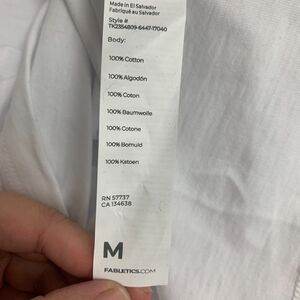 Made in El Salvador
Fabriqué au Salvador
Style #
TK2354809-6447-17040
Body:
100% Cotton
100% Algodón
100% Coton
100% Baumwolle
100% Cotone
100% Bomuld
100% Katoen
RN 57737
CA 134638
M
FABLETICS.COM